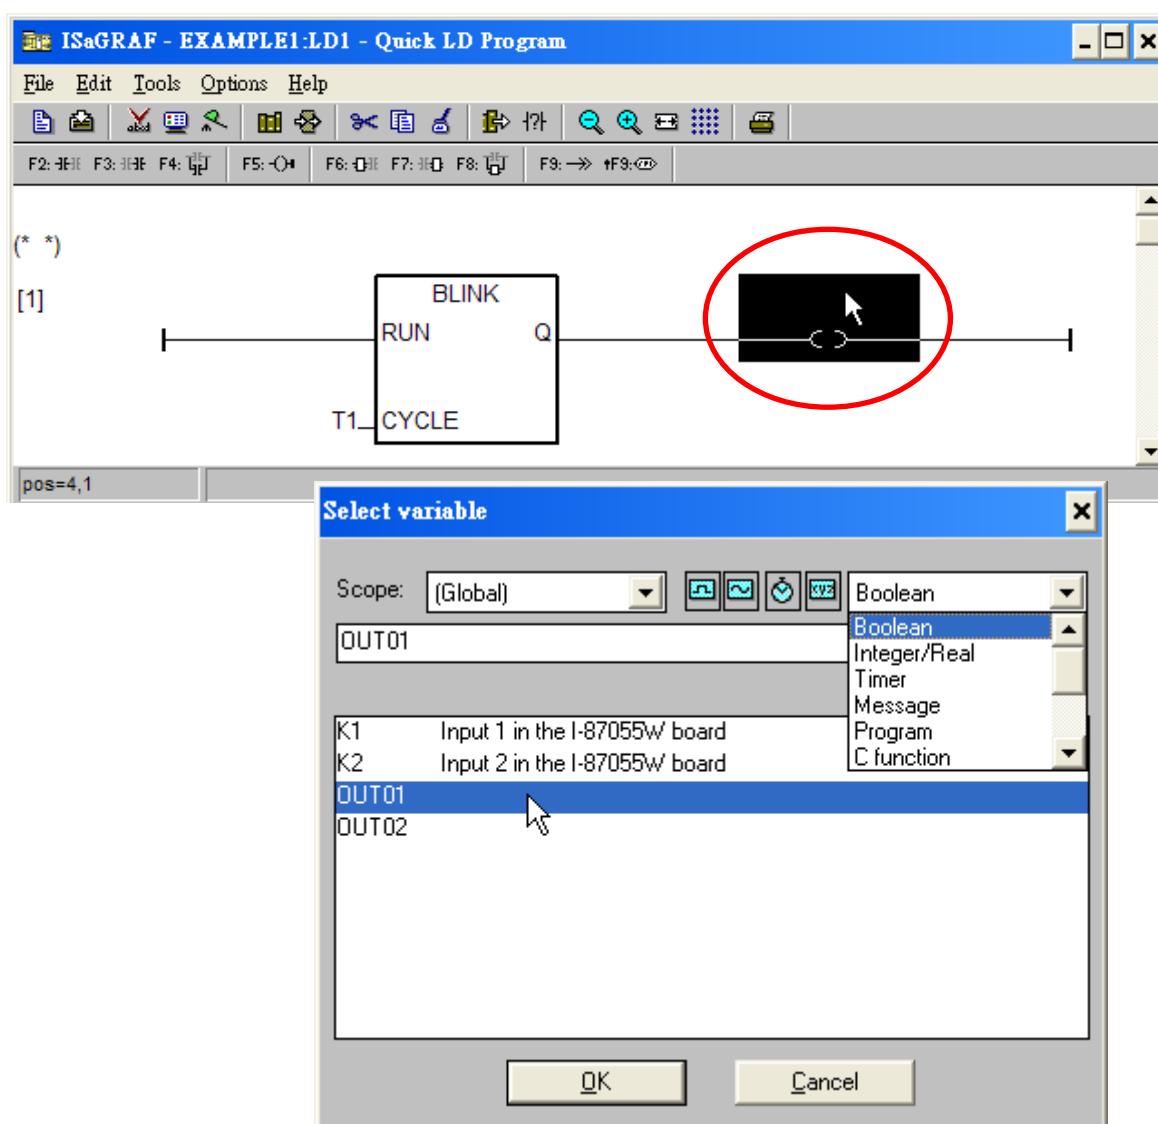 ISaGRAF - EXAMPLE1:LD1 - Quick LD Program
File Edit Tools Options Help
F2: F3: F4: F5: F6: F7: F8: F9: F9:
(* *)
[1]
BLINK
RUN Q
T1 CYCLE
pos=4,1
Select variable
Scope: (Global) xyz Boolean
OUT01
Boolean
Integer/Real
Timer
Message
Program
C function
K1 Input 1 in the I-87055W board
K2 Input 2 in the I-87055W board
OUT01
OUT02
OK Cancel